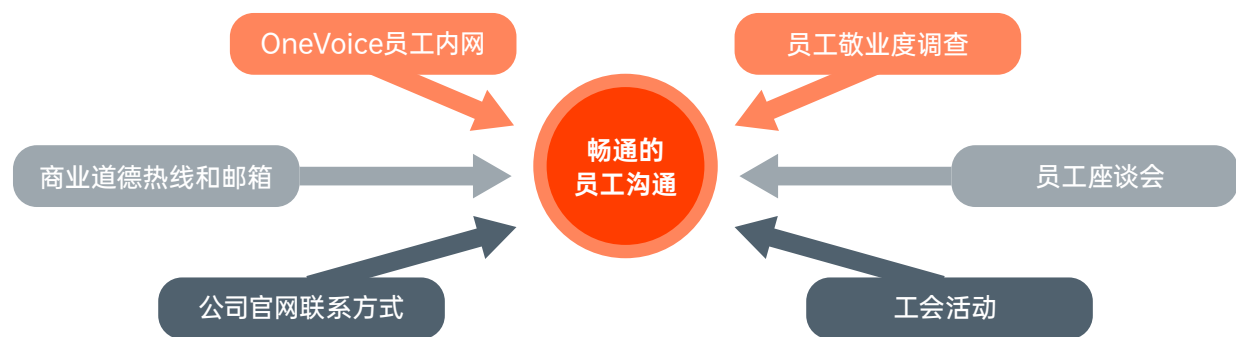 OneVoice员工内网
员工敬业度调查
畅通的
员工沟通
商业道德热线和邮箱
员工座谈会
公司官网联系方式
工会活动